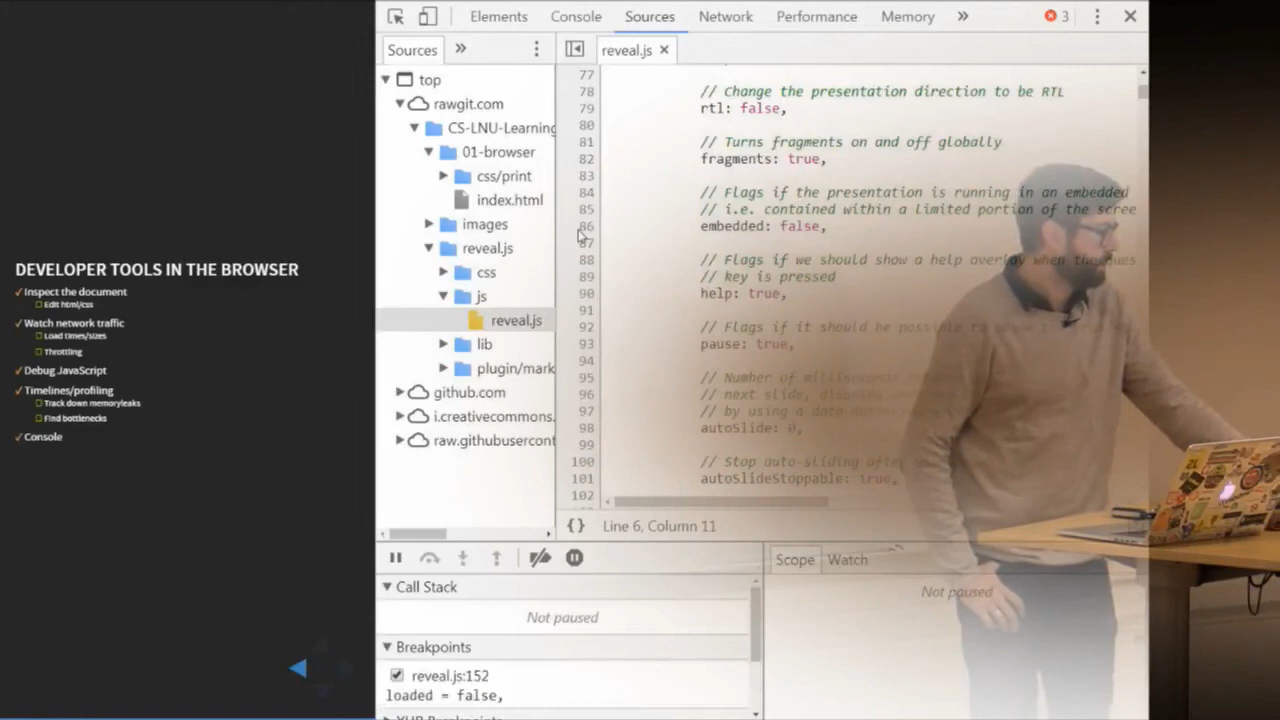 DEVELOPER TOOLS IN THE BROWSER
Inspect the document
Edit html/css
Watch network traffic
Load times/sizes
Throttling
Debug JavaScript
Timelines/profiling
Track down memoryleaks
Find bottlenecks
Console
Elements Console Sources Network Performance Memory » 3
Sources »
top
rawgit.com
CS-LNU-Learning
01-browser
css/print
index.html
images
reveal.js
css
js
reveal.js
lib
plugin/mark
github.com
i.creativecommons.
raw.githubusercont
reveal.js
77
78 // Change the presentation direction to be RTL
79 rtl: false,
80
81 // Turns fragments on and off globally
82 fragments: true,
83
84 // Flags if the presentation is running in an embedded
85 // i.e. contained within a limited portion of the scree
86 embedded: false,
87
88 // Flags if we should show a help overlay when the ques
89 // key is pressed
90 help: true,
91
92 // Flags if it should be possible to
93 pause: true,
94
95 // Number of
96 // next slide,
97 // by using a data
98 autoSlide: 0,
99
100 // Stop auto-sliding after
101 autoSlideStoppable: true,
102
{} Line 6, Column 11
Call Stack
Not paused
Breakpoints
reveal.js:152
loaded = false,
Scope Watch
Not paused